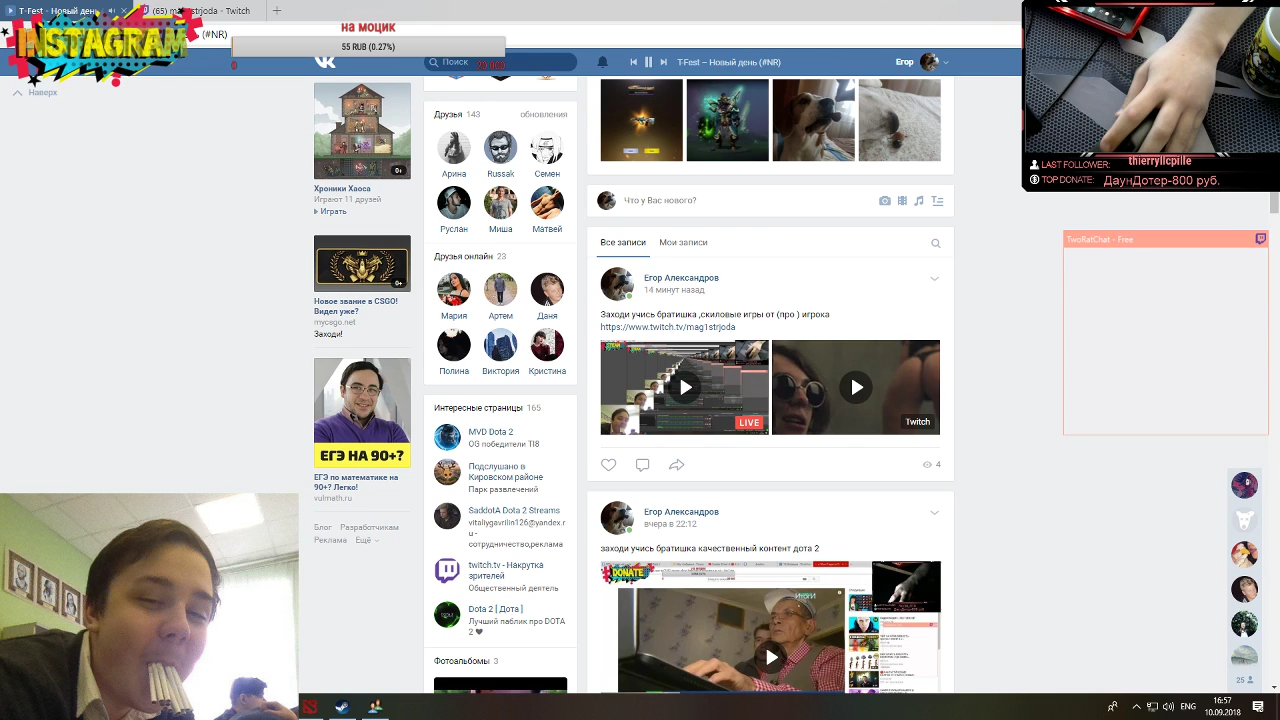 (65) mag1strjoda - Twitch
INSTAGRAM
(#NR)
на моцик
55 RUB (0.27%)
0
20 000
Поиск
T-Fest – Новый день (#NR)
Егор
Наверх
0+
Хроники Хаоса
Играют 11 друзей
Играть
0+
Новое звание в CSGO!
Видел уже?
mycsgo.net
Заходи!
ЕГЭ НА 90+?
ЕГЭ по математике на
90+? Легко!
vulmath.ru
Блог Разработчикам
Реклама Ещё
Друзья 143 обновления
Арина Russak Семен
Руслан Миша Матвей
Друзья онлайн 23
Мария Артем Даня
Полина Виктория Кристина
Интересные страницы 165
MVD Dota 2
OG победители TI8
Подслушано в
Кировском районе
Парк развлечений
SaddotA Dota 2 Streams
vitaliygavrilin126@yandex.r
u -
сотрудничество,реклама
twitch.tv - Накрутка
зрителей
Общественный деятель
Dota 2 | Дота |
Лучший паблик про DOTA
2
Фотоальбомы 3
Что у Вас нового?
Все записи Мои записи
Егор Александров
14 минут назад
Заходи учись братишка ,скиловые игры от (про ) игрока
https://www.twitch.tv/mag1strjoda
LIVE
Twitch
4
Егор Александров
вчера в 22:12
заходи учись братишка качественный контент дота 2
DONATE
ИТОГИ
LAST FOLLOWER: thierryllcpille
TOP DONATE: ДаунДотер-800 руб.
TwoRatChat - Free
25
ENG
16:57
10.09.2018